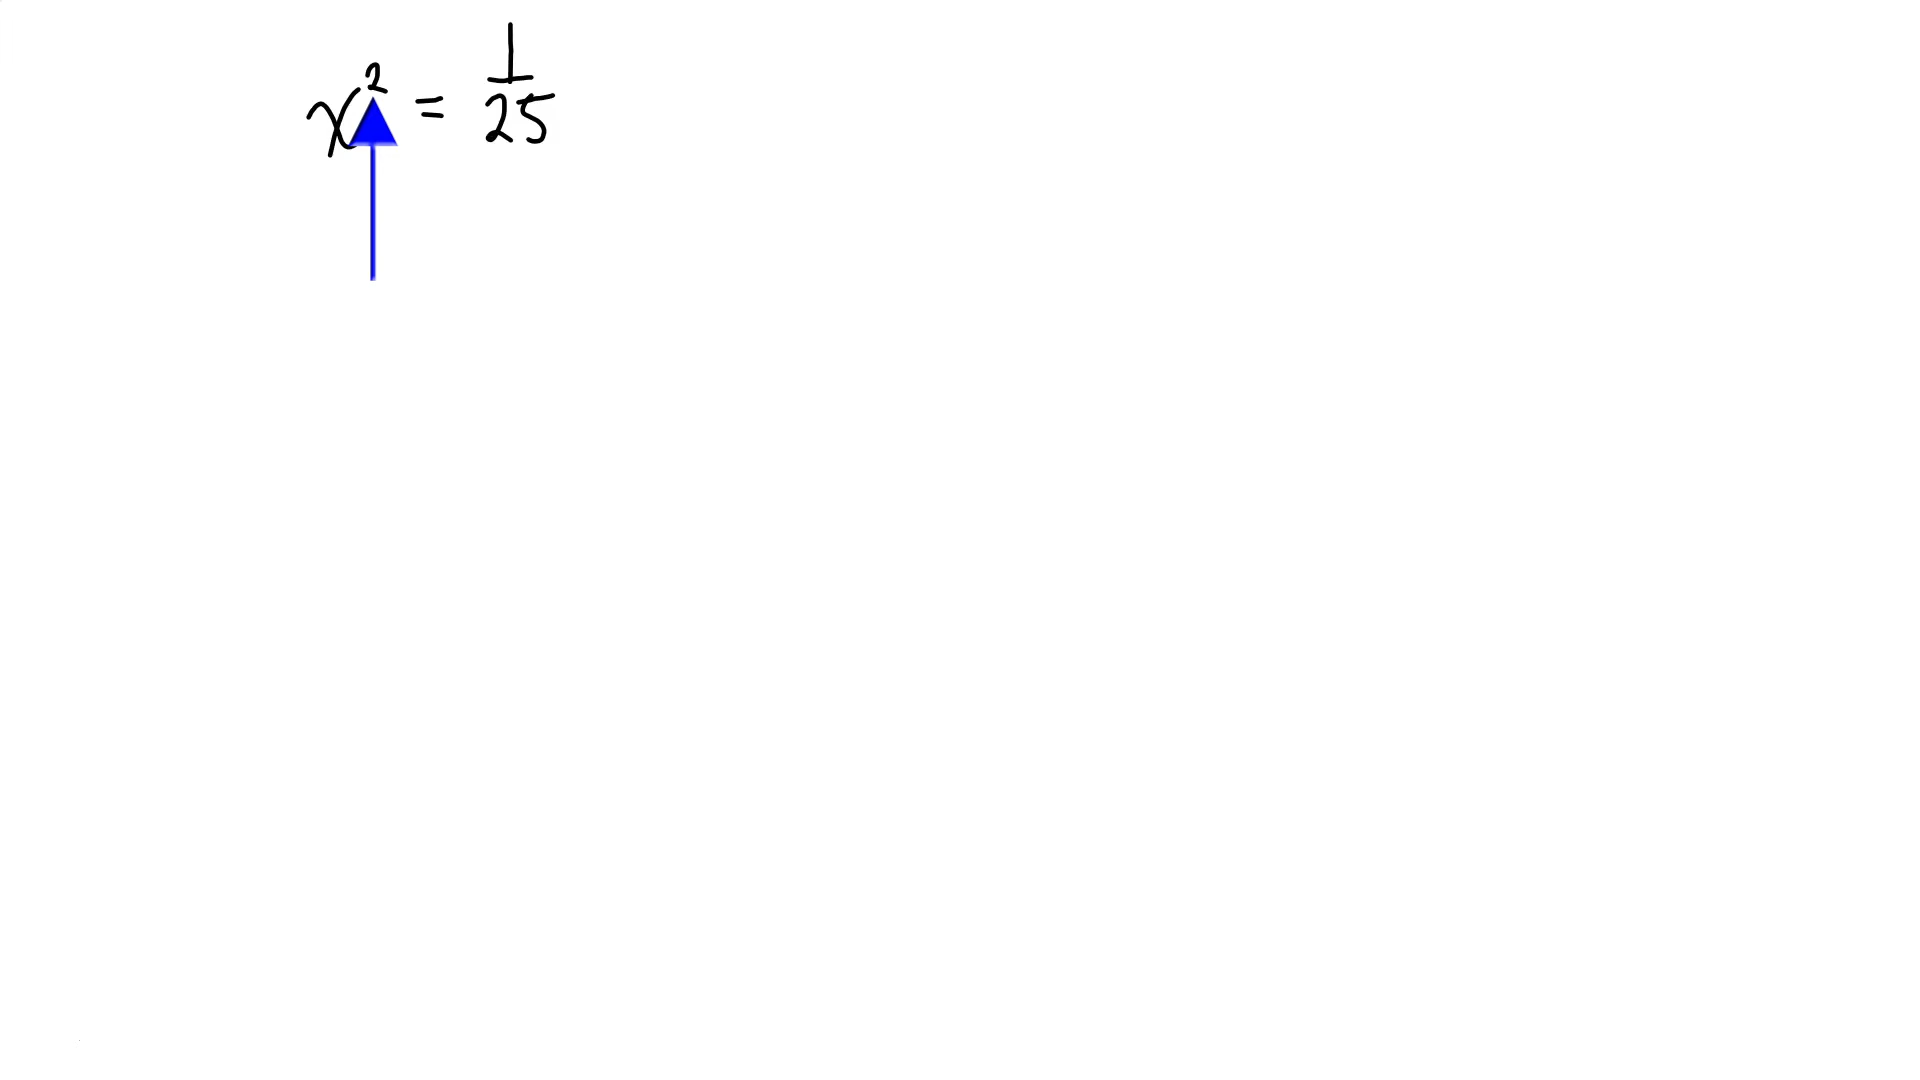 x² = 1/25